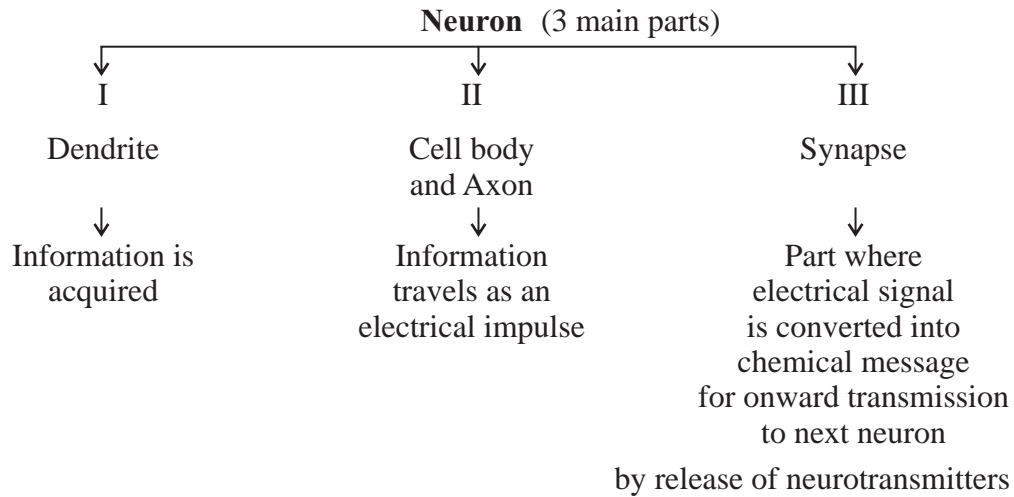 Neuron (3 main parts)
I
Dendrite
Information is
acquired
II
Cell body
and Axon
Information
travels as an
electrical impulse
III
Synapse
Part where
electrical signal
is converted into
chemical message
for onward transmission
to next neuron
by release of neurotransmitters